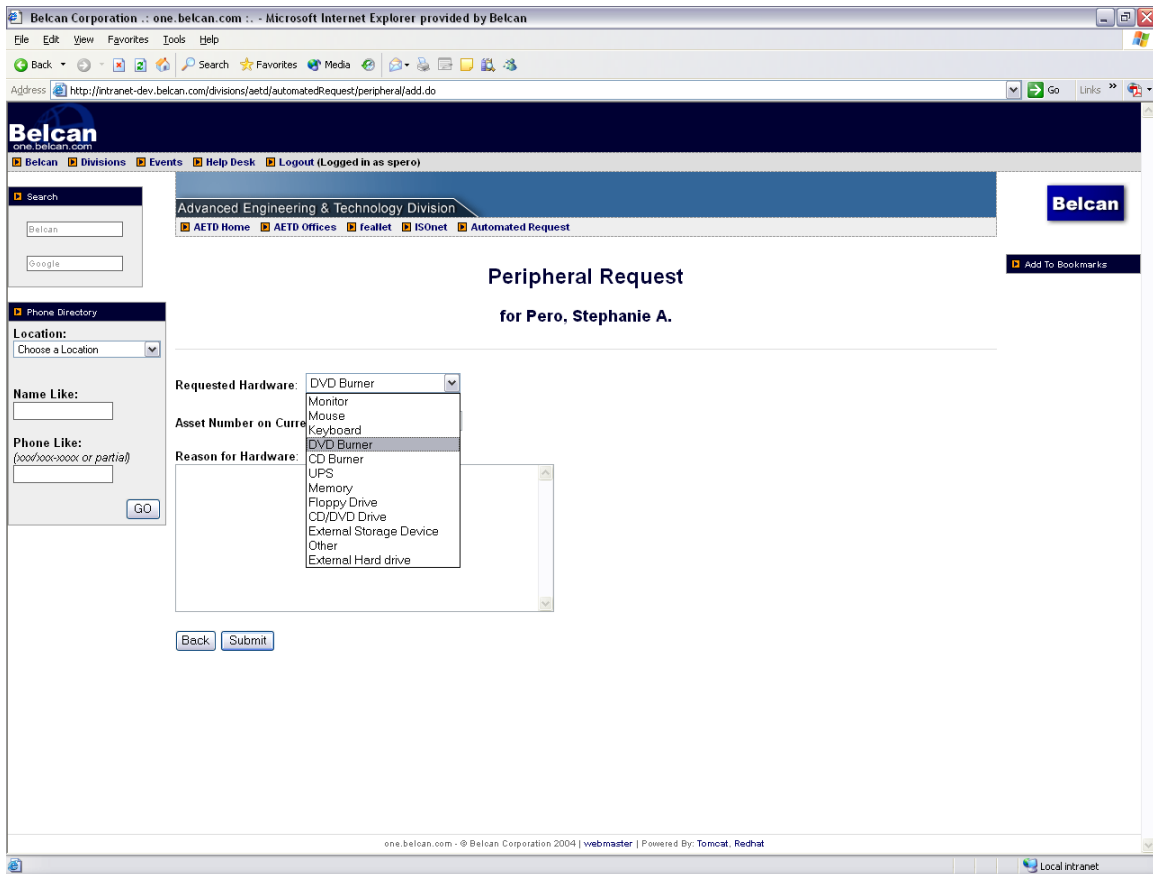 Belcan Corporation .: one.belcan.com :. - Microsoft Internet Explorer provided by Belcan
File Edit View Favorites Tools Help
Back Search Favorites Media
Address http://intranet-dev.belcan.com/divisions/aetd/automatedRequest/peripheral/add.do Go Links »
Belcan
one.belcan.com
Belcan Divisions Events Help Desk Logout (Logged in as spero)
Search
Belcan
Google
Advanced Engineering & Technology Division
AETD Home AETD Offices feallet ISOnet Automated Request
Belcan
Add To Bookmarks
Peripheral Request
for Pero, Stephanie A.
Phone Directory
Location:
Choose a Location
Name Like:
Phone Like:
(xxx/xxx-xxxx or partial)
GO
Requested Hardware: DVD Burner
Monitor
Mouse
Keyboard
DVD Burner
CD Burner
UPS
Memory
Floppy Drive
CD/DVD Drive
External Storage Device
Other
External Hard drive
Asset Number on Curre
Reason for Hardware:
Back Submit
one.belcan.com - © Belcan Corporation 2004 | webmaster | Powered By: Tomcat, Redhat
Local intranet